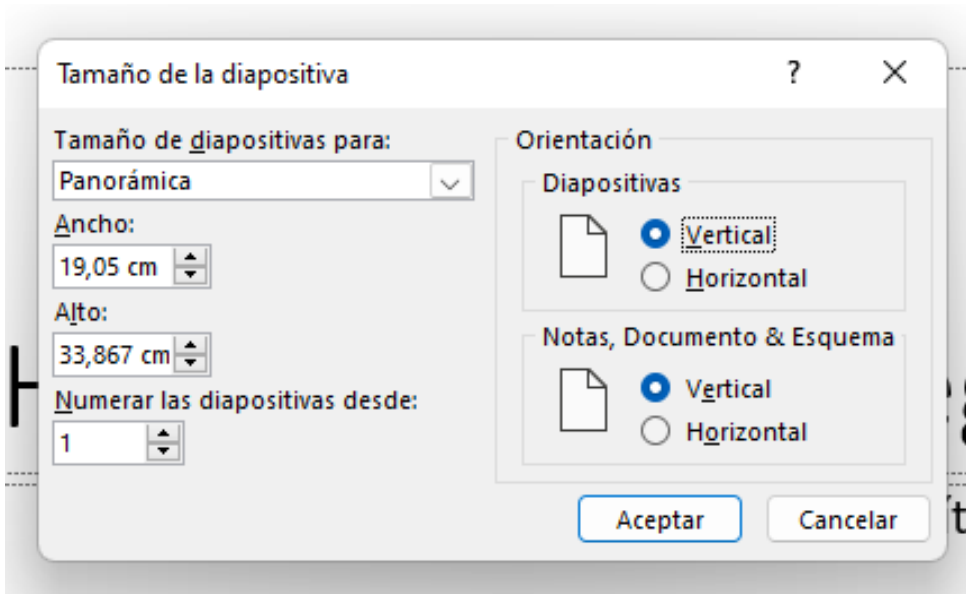 Tamaño de la diapositiva
?
Tamaño de diapositivas para:
Panorámica
Ancho:
19,05 cm
Alto:
33,867 cm
Numerar las diapositivas desde:
1
Orientación
Diapositivas
Vertical
Horizontal
Notas, Documento & Esquema
Vertical
Horizontal
Aceptar
Cancelar